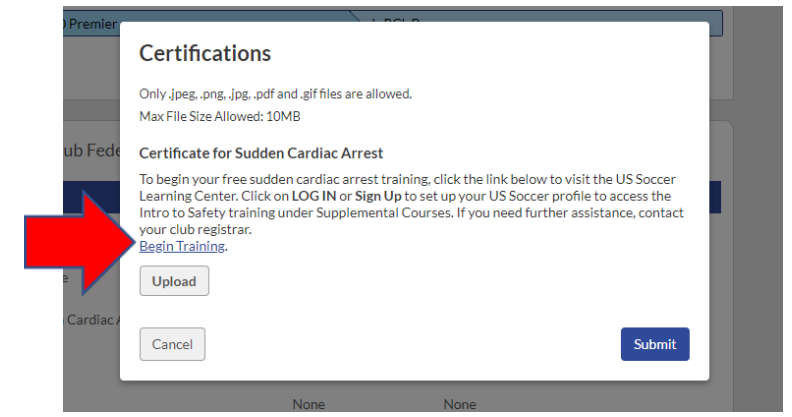 Premier
Certifications
Only .jpeg, .png, .jpg, .pdf and .gif files are allowed.
Max File Size Allowed: 10MB
Certificate for Sudden Cardiac Arrest
To begin your free sudden cardiac arrest training, click the link below to visit the US Soccer
Learning Center. Click on LOG IN or Sign Up to set up your US Soccer profile to access the
Intro to Safety training under Supplemental Courses. If you need further assistance, contact
your club registrar.
Begin Training.
Upload
Cardiac
Cancel
Submit
None
None